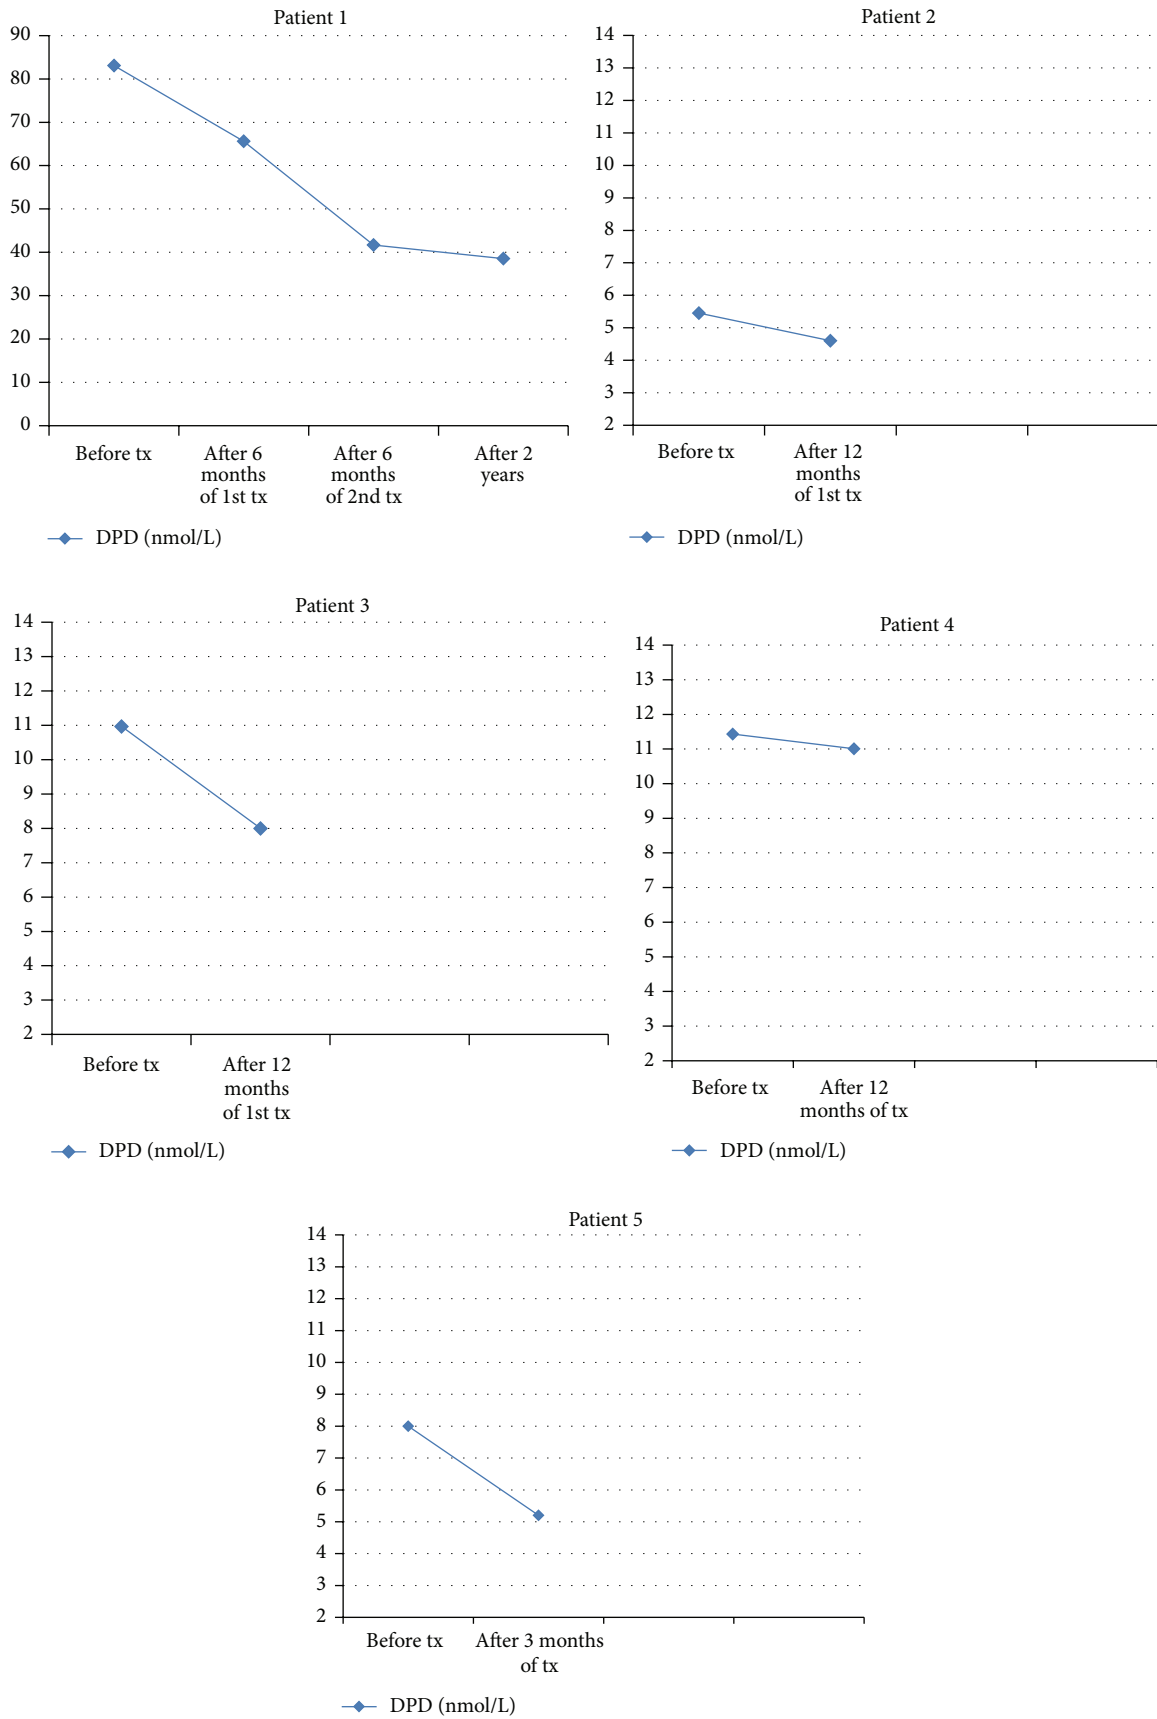 Patient 1
90
80
70
60
50
40
30
20
10
0
Before tx
After 6
months
of 1st tx
After 6
months
of 2nd tx
After 2
years
DPD (nmol/L)
Patient 2
14
13
12
11
10
9
8
7
6
5
4
3
2
Before tx
After 12
months
of 1st tx
DPD (nmol/L)
Patient 3
14
13
12
11
10
9
8
7
6
5
4
3
2
Before tx
After 12
months
of 1st tx
DPD (nmol/L)
Patient 4
14
13
12
11
10
9
8
7
6
5
4
3
2
Before tx
After 12
months of tx
DPD (nmol/L)
Patient 5
14
13
12
11
10
9
8
7
6
5
4
3
2
Before tx
After 3 months
of tx
DPD (nmol/L)